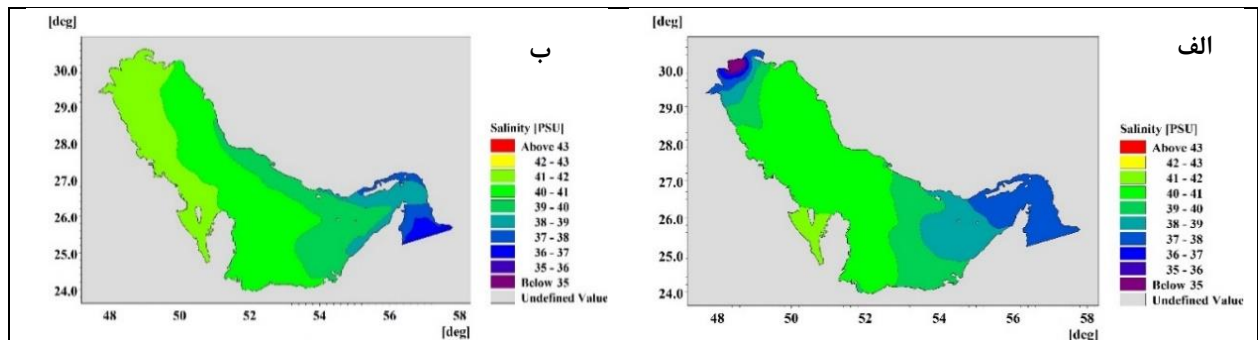 [deg]
ب
30.0
29.0
28.0
27.0
26.0
25.0
24.0
48
50
52
54
56
58
[deg]
Salinity [PSU]
Above 43
42 - 43
41 - 42
40 - 41
39 - 40
38 - 39
37 - 38
36 - 37
35 - 36
Below 35
Undefined Value
[deg]
الف
30.0
29.0
28.0
27.0
26.0
25.0
24.0
48
50
52
54
56
58
[deg]
Salinity [PSU]
Above 43
42 - 43
41 - 42
40 - 41
39 - 40
38 - 39
37 - 38
36 - 37
35 - 36
Below 35
Undefined Value